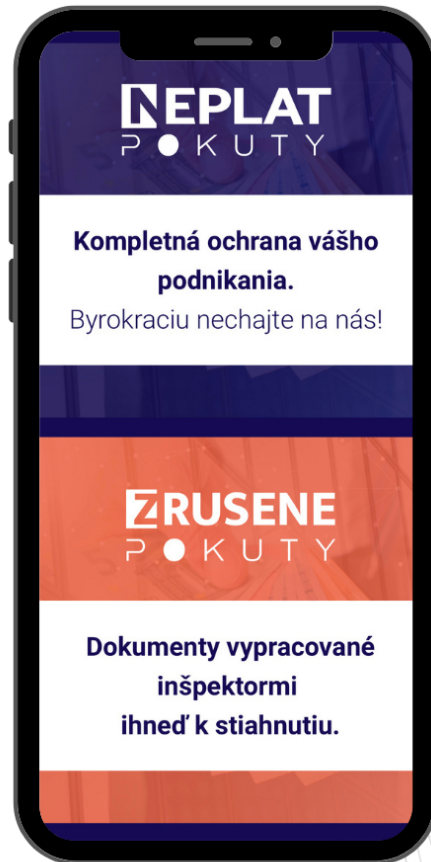 NEPLAT
POKUTY
Kompletná ochrana vášho
podnikania.
Byrokraciu nechajte na nás!
ZRUSENE
POKUTY
Dokumenty vypracované
inšpektormi
ihneď k stiahnutiu.